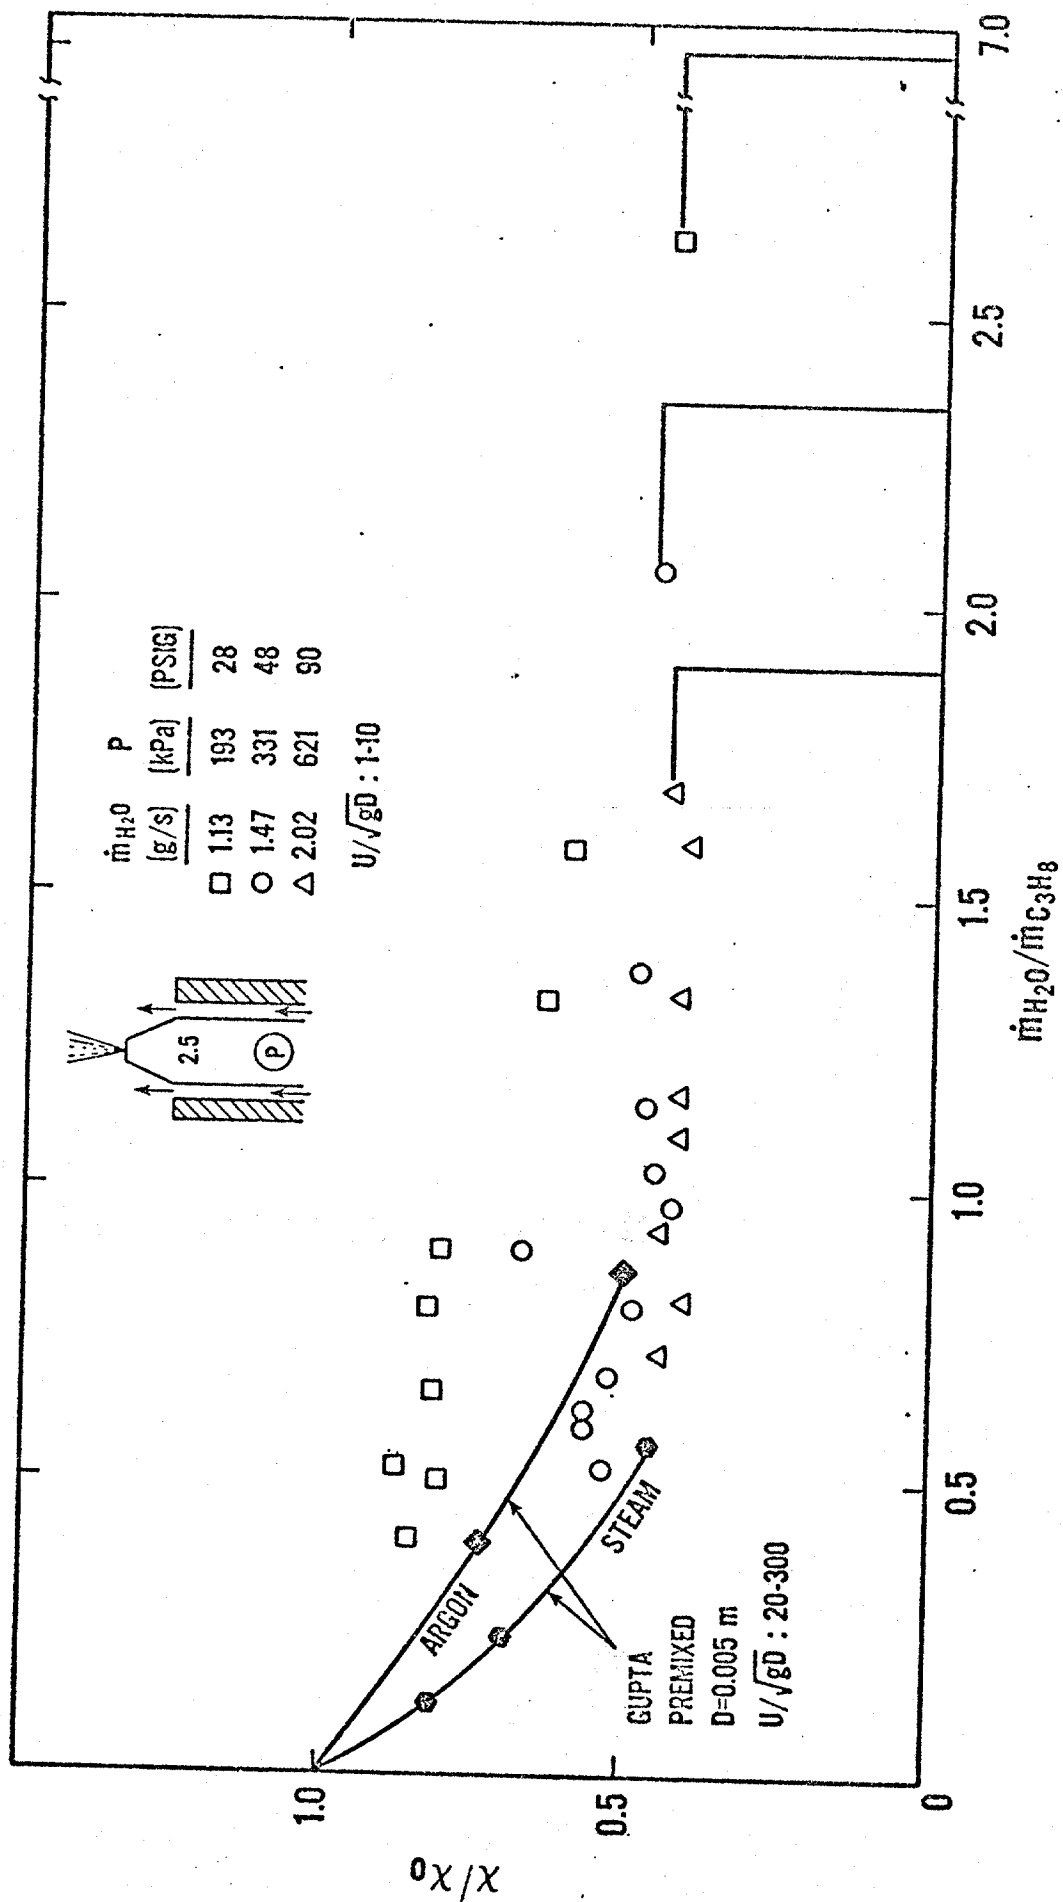 ṁH₂O P
(g/s) (kPa) (PSIG)
□ 1.13 193 28
○ 1.47 331 48
△ 2.02 621 90
U/√gD : 1-10
2.5
P
ARGON
STEAM
GUPTA
PREMIXED
D=0.005 m
U/√gD : 20-300
χ/χ₀
1.0
0.5
0
0.5
1.0
1.5
2.0
2.5
7.0
ṁH₂O/ṁC₃H₈